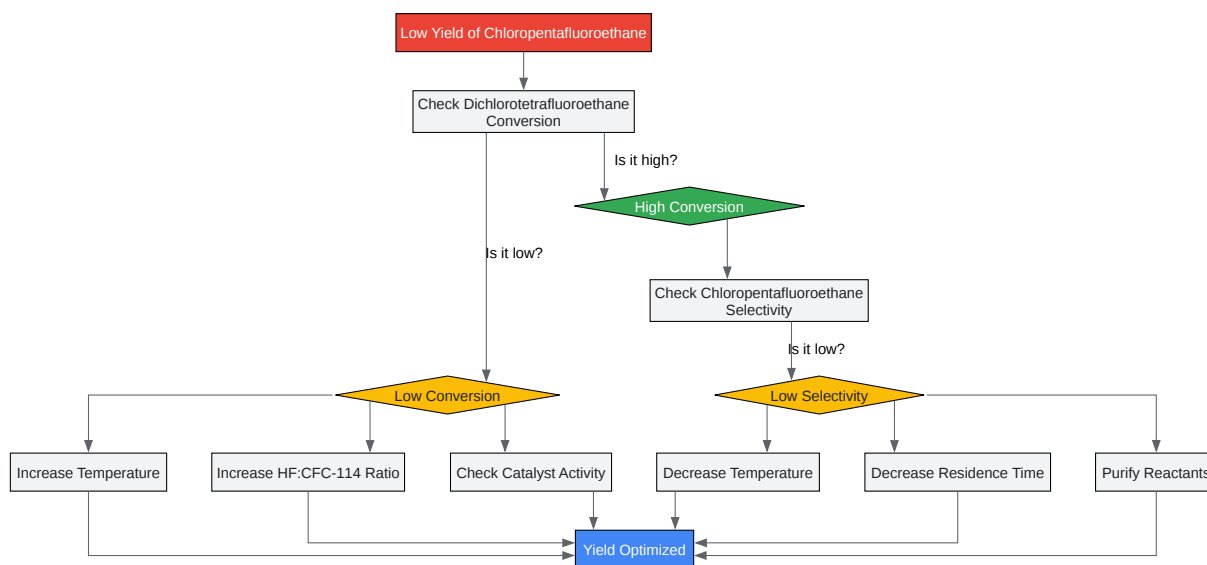 Low Yield of Chloropentafluoroethane
Check Dichlorotetrafluoroethane
Conversion
Is it high?
High Conversion
Is it low?
Check Chloropentafluoroethane
Selectivity
Is it low?
Low Conversion
Low Selectivity
Increase Temperature
Increase HF:CFC-114 Ratio
Check Catalyst Activity
Decrease Temperature
Decrease Residence Time
Purify Reactants
Yield Optimized